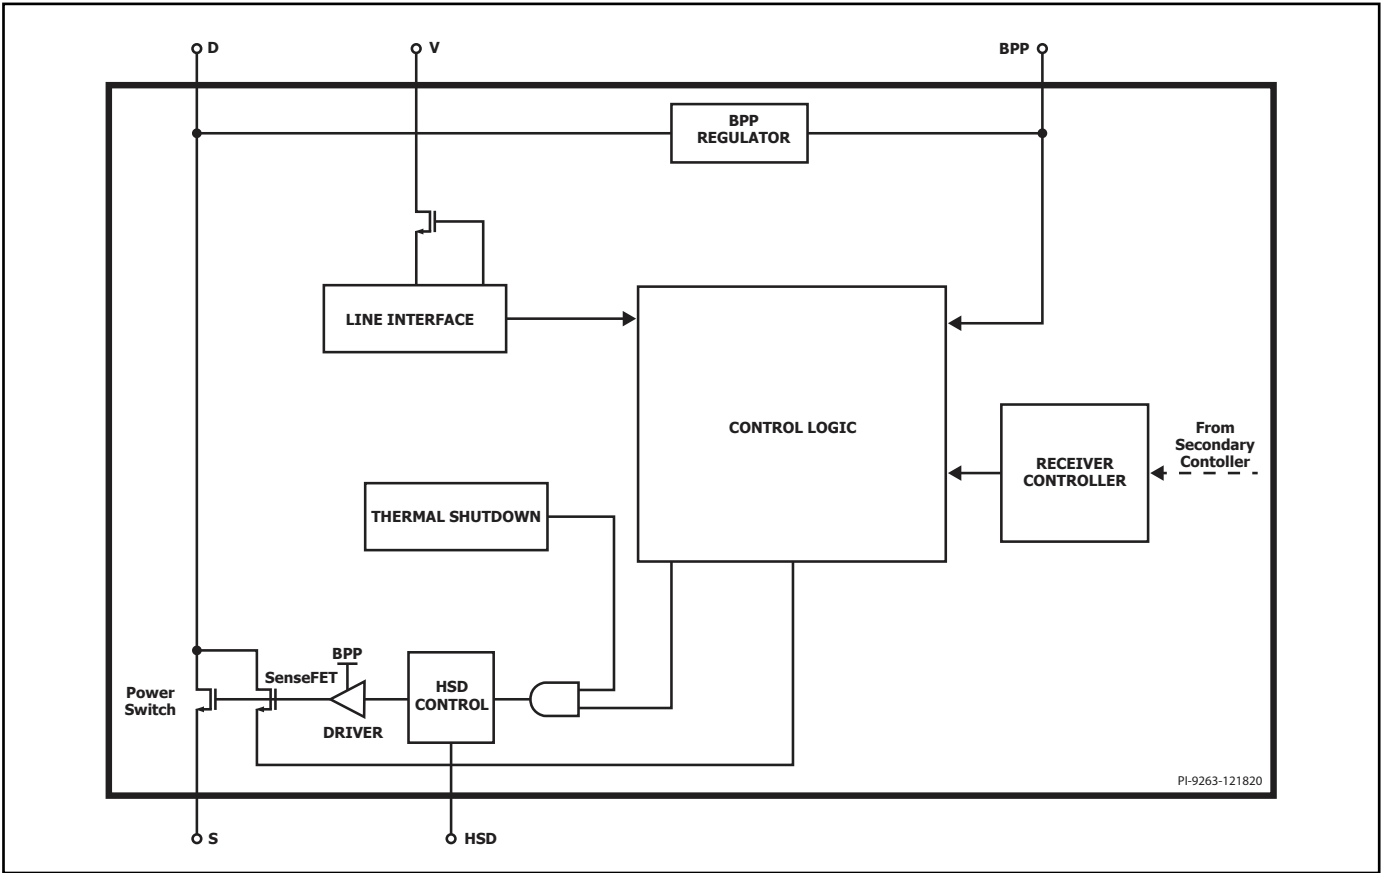 D
V
BPP
BPP
REGULATOR
LINE INTERFACE
CONTROL LOGIC
From
Secondary
Contoller
RECEIVER
CONTROLLER
THERMAL SHUTDOWN
BPP
SenseFET
HSD
CONTROL
Power
Switch
DRIVER
PI-9263-121820
S
HSD